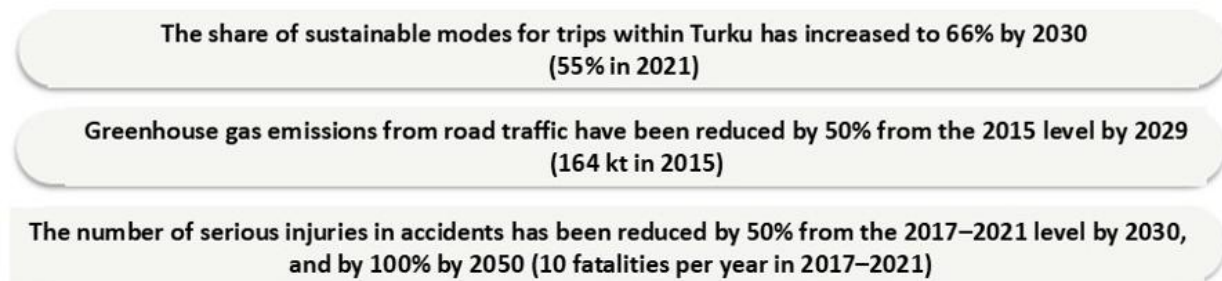 The share of sustainable modes for trips within Turku has increased to 66% by 2030
(55% in 2021)
Greenhouse gas emissions from road traffic have been reduced by 50% from the 2015 level by 2029
(164 kt in 2015)
The number of serious injuries in accidents has been reduced by 50% from the 2017–2021 level by 2030,
and by 100% by 2050 (10 fatalities per year in 2017–2021)